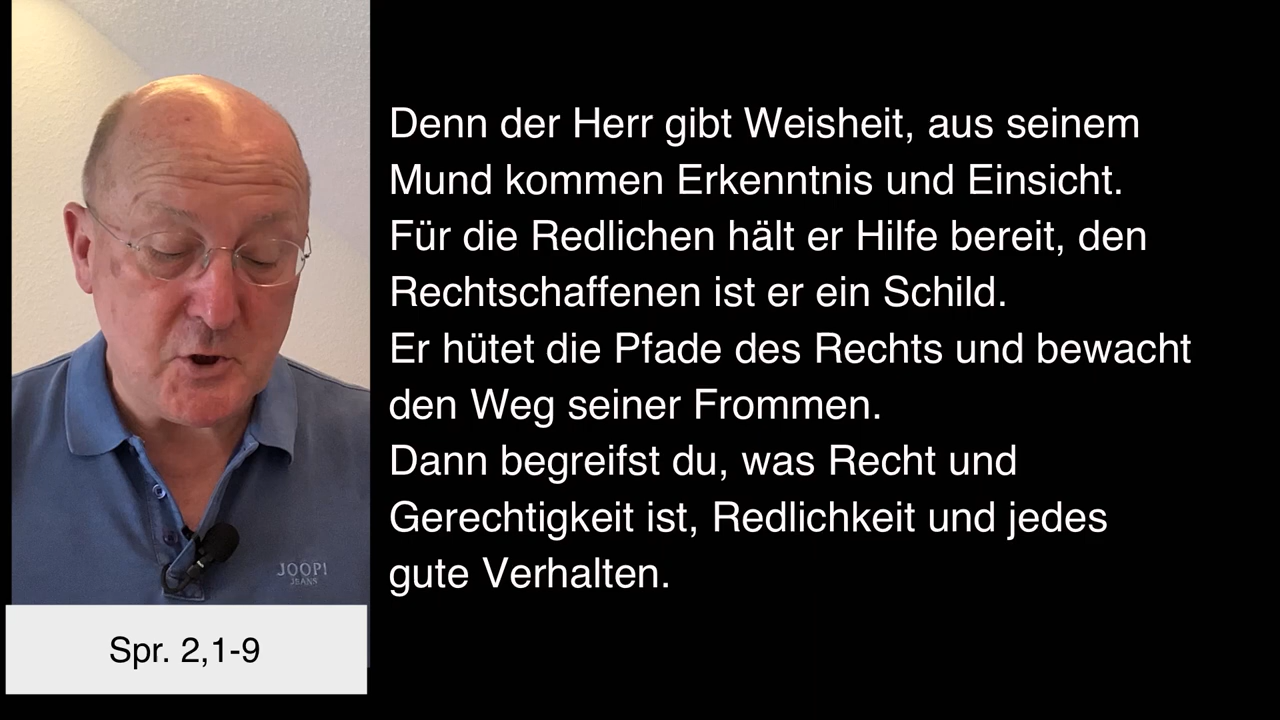 Denn der Herr gibt Weisheit, aus seinem
Mund kommen Erkenntnis und Einsicht.
Für die Redlichen hält er Hilfe bereit, den
Rechtschaffenen ist er ein Schild.
Er hütet die Pfade des Rechts und bewacht
den Weg seiner Frommen.
Dann begreifst du, was Recht und
Gerechtigkeit ist, Redlichkeit und jedes
gute Verhalten.
JOOP!
JEANS
Spr. 2,1-9